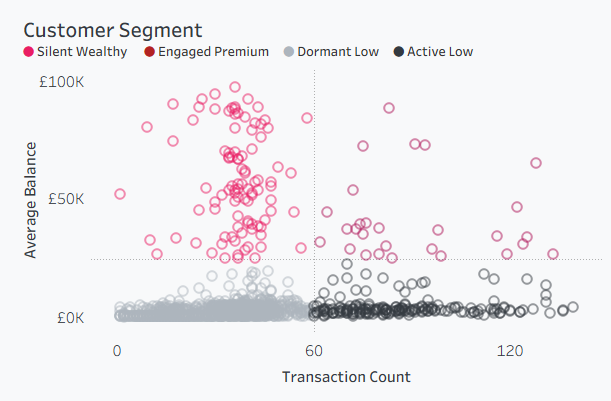 Customer Segment
Silent Wealthy Engaged Premium Dormant Low Active Low
£100K
£50K
£0K
Average Balance
0 60 120
Transaction Count